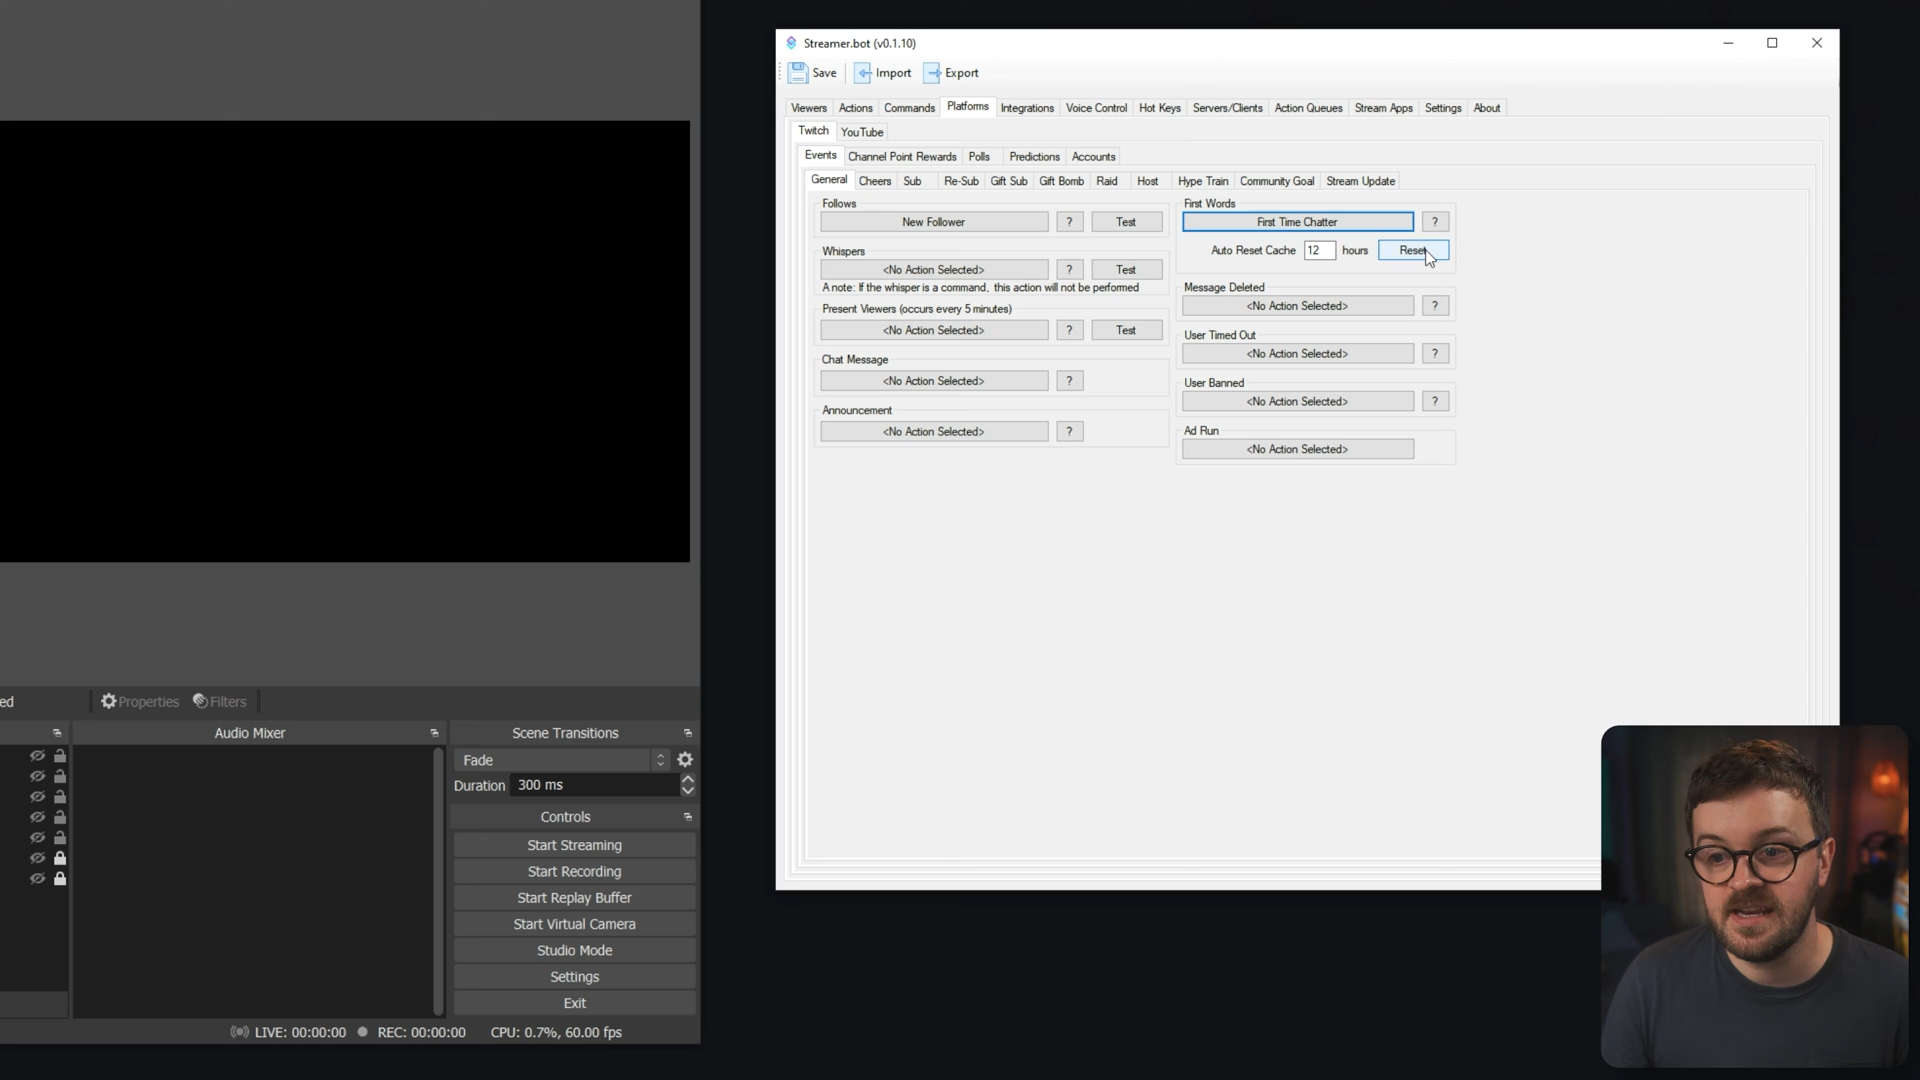 Streamer.bot (v0.1.10)
Save Import Export
Viewers Actions Commands Platforms Integrations Voice Control Hot Keys Servers/Clients Action Queues Stream Apps Settings About
Twitch YouTube
Events Channel Point Rewards Polls Predictions Accounts
General Cheers Sub Re-Sub Gift Sub Gift Bomb Raid Host Hype Train Community Goal Stream Update
Follows
New Follower ? Test
Whispers
<No Action Selected> ? Test
A note: If the whisper is a command, this action will not be performed
Present Viewers (occurs every 5 minutes)
<No Action Selected> ? Test
Chat Message
<No Action Selected> ?
Announcement
<No Action Selected> ?
First Words
First Time Chatter ?
Auto Reset Cache 12 hours Reset
Message Deleted
<No Action Selected> ?
User Timed Out
<No Action Selected> ?
User Banned
<No Action Selected> ?
Ad Run
<No Action Selected>
ed Properties Filters
Audio Mixer
Scene Transitions
Fade
Duration 300 ms
Controls
Start Streaming
Start Recording
Start Replay Buffer
Start Virtual Camera
Studio Mode
Settings
Exit
LIVE: 00:00:00 REC: 00:00:00 CPU: 0.7%, 60.00 fps